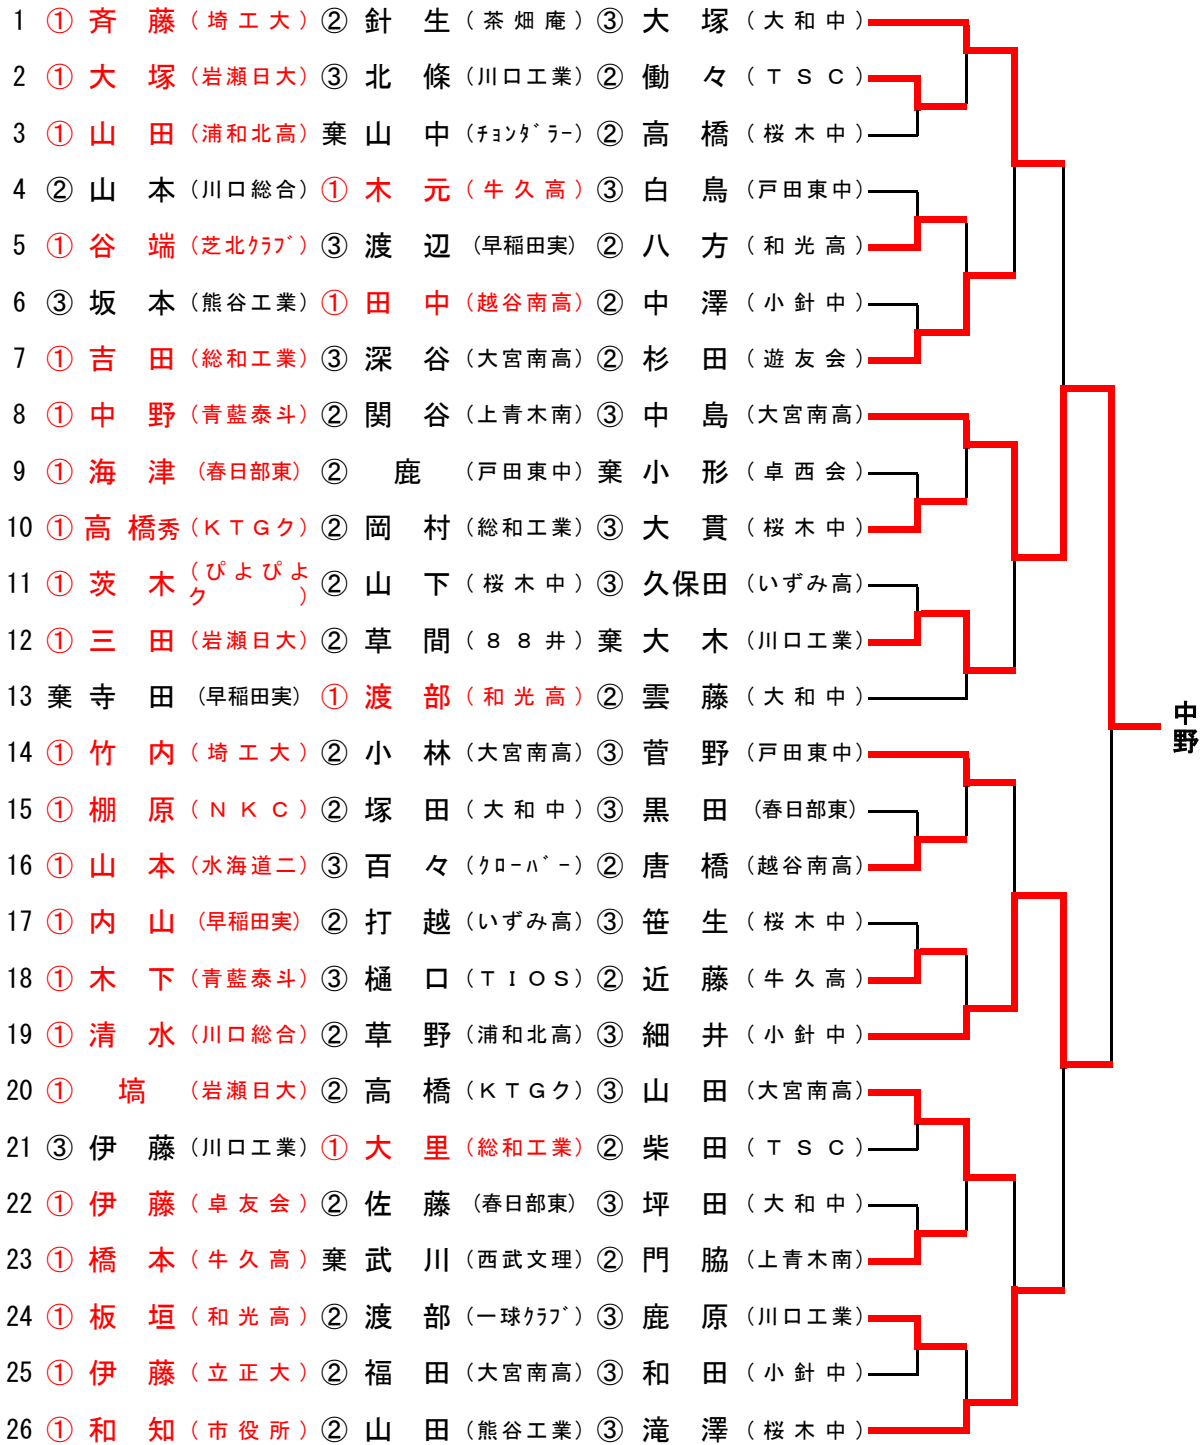 1 ① 斉 藤 (埼工大) ② 針 生 (茶畑庵) ③ 大 塚 (大和中)
2 ① 大 塚 (岩瀬日大) ③ 北 條 (川口工業) ② 働 々 (ＴＳＣ)
3 ① 山 田 (浦和北高) 棄 山 中 (ﾁｮﾝﾀﾞﾗｰ) ② 高 橋 (桜木中)
4 ② 山 本 (川口総合) ① 木 元 (牛久高) ③ 白 鳥 (戸田東中)
5 ① 谷 端 (芝北ｸﾗﾌﾞ) ③ 渡 辺 (早稲田実) ② 八 方 (和光高)
6 ③ 坂 本 (熊谷工業) ① 田 中 (越谷南高) ② 中 澤 (小針中)
7 ① 吉 田 (総和工業) ③ 深 谷 (大宮南高) ② 杉 田 (遊友会)
8 ① 中 野 (青藍泰斗) ② 関 谷 (上青木南) ③ 中 島 (大宮南高)
9 ① 海 津 (春日部東) ② 鹿 (戸田東中) 棄 小 形 (卓西会)
10 ① 高 橋秀 (ＫＴＧク) ② 岡 村 (総和工業) ③ 大 貫 (桜木中)
11 ① 茨 木 (ぴよぴよク) ② 山 下 (桜木中) ③ 久保田 (いずみ高)
12 ① 三 田 (岩瀬日大) ② 草 間 (８８井) 棄 大 木 (川口工業)
13 棄 寺 田 (早稲田実) ① 渡 部 (和光高) ② 雲 藤 (大和中)
中野
14 ① 竹 内 (埼工大) ② 小 林 (大宮南高) ③ 菅 野 (戸田東中)
15 ① 棚 原 (ＮＫＣ) ② 塚 田 (大和中) ③ 黒 田 (春日部東)
16 ① 山 本 (水海道二) ③ 百 々 (ｸﾛｰﾊﾞｰ) ② 唐 橋 (越谷南高)
17 ① 内 山 (早稲田実) ② 打 越 (いずみ高) ③ 笹 生 (桜木中)
18 ① 木 下 (青藍泰斗) ③ 樋 口 (ＴＩＯＳ) ② 近 藤 (牛久高)
19 ① 清 水 (川口総合) ② 草 野 (浦和北高) ③ 細 井 (小針中)
20 ① 塙 (岩瀬日大) ② 高 橋 (ＫＴＧク) ③ 山 田 (大宮南高)
21 ③ 伊 藤 (川口工業) ① 大 里 (総和工業) ② 柴 田 (ＴＳＣ)
22 ① 伊 藤 (卓友会) ② 佐 藤 (春日部東) ③ 坪 田 (大和中)
23 ① 橋 本 (牛久高) 棄 武 川 (西武文理) ② 門 脇 (上青木南)
24 ① 板 垣 (和光高) ② 渡 部 (一球ｸﾗﾌﾞ) ③ 鹿 原 (川口工業)
25 ① 伊 藤 (立正大) ② 福 田 (大宮南高) ③ 和 田 (小針中)
26 ① 和 知 (市役所) ② 山 田 (熊谷工業) ③ 滝 澤 (桜木中)